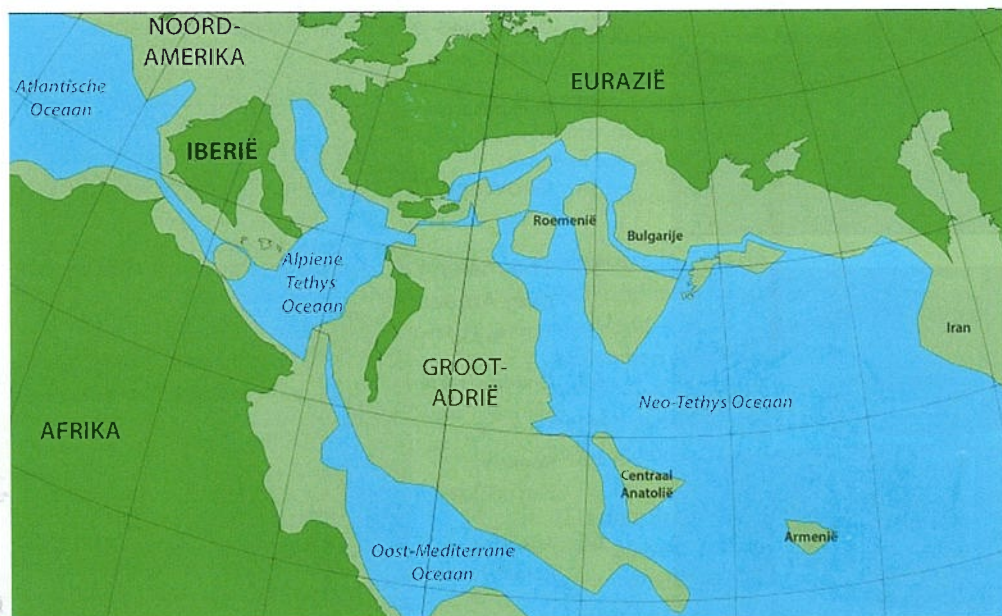 NOORD-
AMERIKA
Atlantische
Oceaan
EURAZIË
IBERIË
Roemenië
Bulgarije
Alpiene
Tethys
Oceaan
Iran
GROOT-
ADRIË
Neo-Tethys Oceaan
AFRIKA
Centraal
Anatolië
Armenië
Oost-Mediterrane
Oceaan